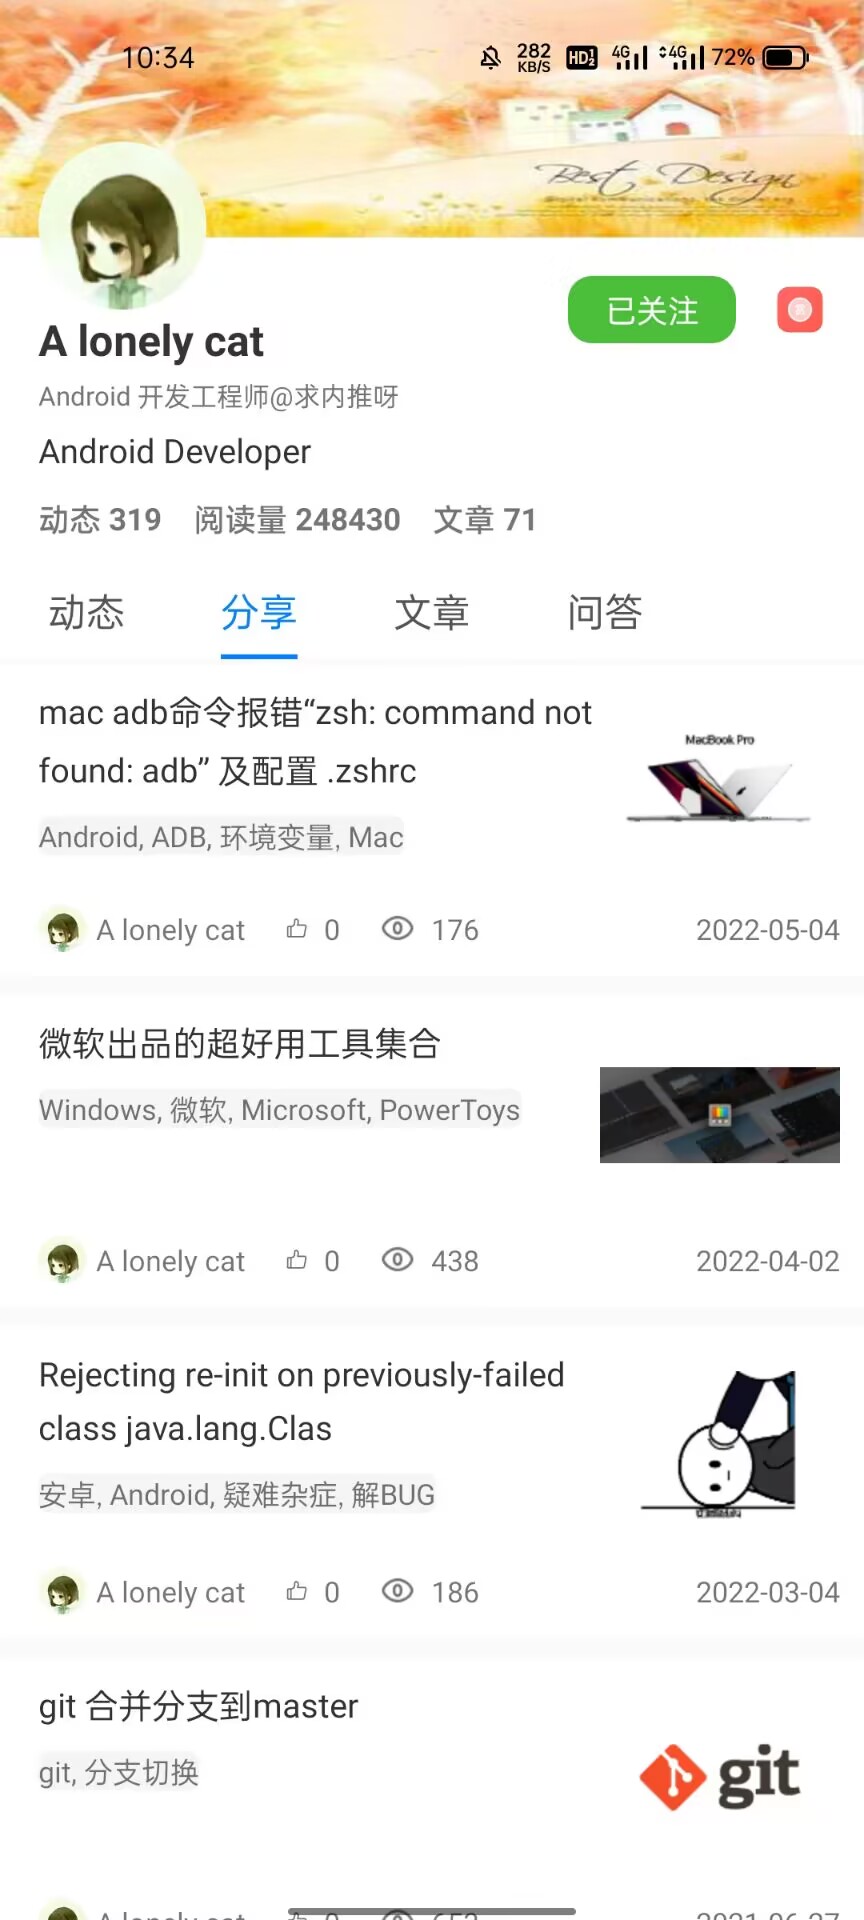 10:34
282
KB/S
HD
4G
4G
72%
Best Design
A lonely cat
已关注
Android 开发工程师@求内推呀
Android Developer
动态 319 阅读量 248430 文章 71
动态 分享 文章 问答
mac adb命令报错“zsh: command not
found: adb” 及配置 .zshrc
MacBook Pro
Android, ADB, 环境变量, Mac
A lonely cat 0 176 2022-05-04
微软出品的超好用工具集合
Windows, 微软, Microsoft, PowerToys
A lonely cat 0 438 2022-04-02
Rejecting re-init on previously-failed
class java.lang.Clas
安卓, Android, 疑难杂症, 解BUG
A lonely cat 0 186 2022-03-04
git 合并分支到master
git
git, 分支切换
A lonely cat